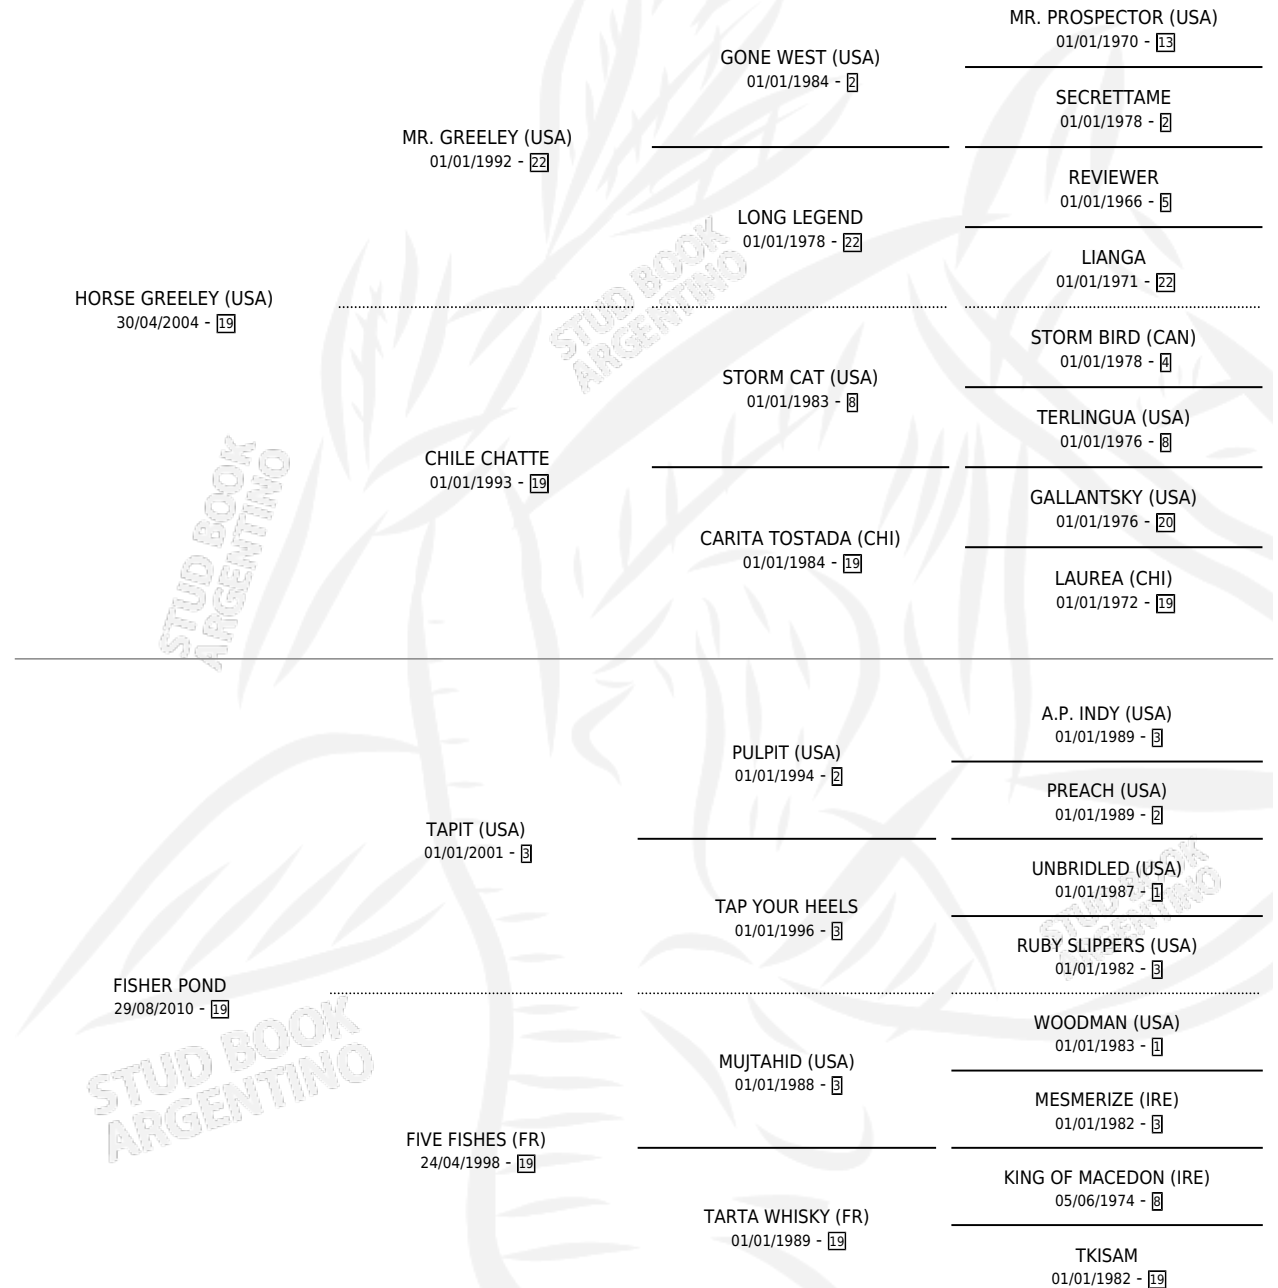 MR. PROSPECTOR (USA)
01/01/1970 - 13
GONE WEST (USA)
01/01/1984 - 2
SECRETTAME
01/01/1978 - 2
MR. GREELEY (USA)
01/01/1992 - 22
REVIEWER
01/01/1966 - 5
LONG LEGEND
01/01/1978 - 22
LIANGA
01/01/1971 - 22
HORSE GREELEY (USA)
30/04/2004 - 19
STORM BIRD (CAN)
01/01/1978 - 4
STORM CAT (USA)
01/01/1983 - 8
TERLINGUA (USA)
01/01/1976 - 8
CHILE CHATTE
01/01/1993 - 19
GALLANTSKY (USA)
01/01/1976 - 20
CARITA TOSTADA (CHI)
01/01/1984 - 19
LAUREA (CHI)
01/01/1972 - 19
A.P. INDY (USA)
01/01/1989 - 3
PULPIT (USA)
01/01/1994 - 2
PREACH (USA)
01/01/1989 - 2
TAPIT (USA)
01/01/2001 - 3
UNBRIDLED (USA)
01/01/1987 - 1
TAP YOUR HEELS
01/01/1996 - 3
RUBY SLIPPERS (USA)
01/01/1982 - 3
FISHER POND
29/08/2010 - 19
WOODMAN (USA)
01/01/1983 - 1
MUJTAHID (USA)
01/01/1988 - 3
MESMERIZE (IRE)
01/01/1982 - 3
FIVE FISHES (FR)
24/04/1998 - 19
KING OF MACEDON (IRE)
05/06/1974 - 8
TARTA WHISKY (FR)
01/01/1989 - 19
TKISAM
01/01/1982 - 19
STUD BOOK
ARGENTINO
STUD BOOK
ARGENTINO
STUD BOOK
ARGENTINO
STUD BOOK
ARGENTINO